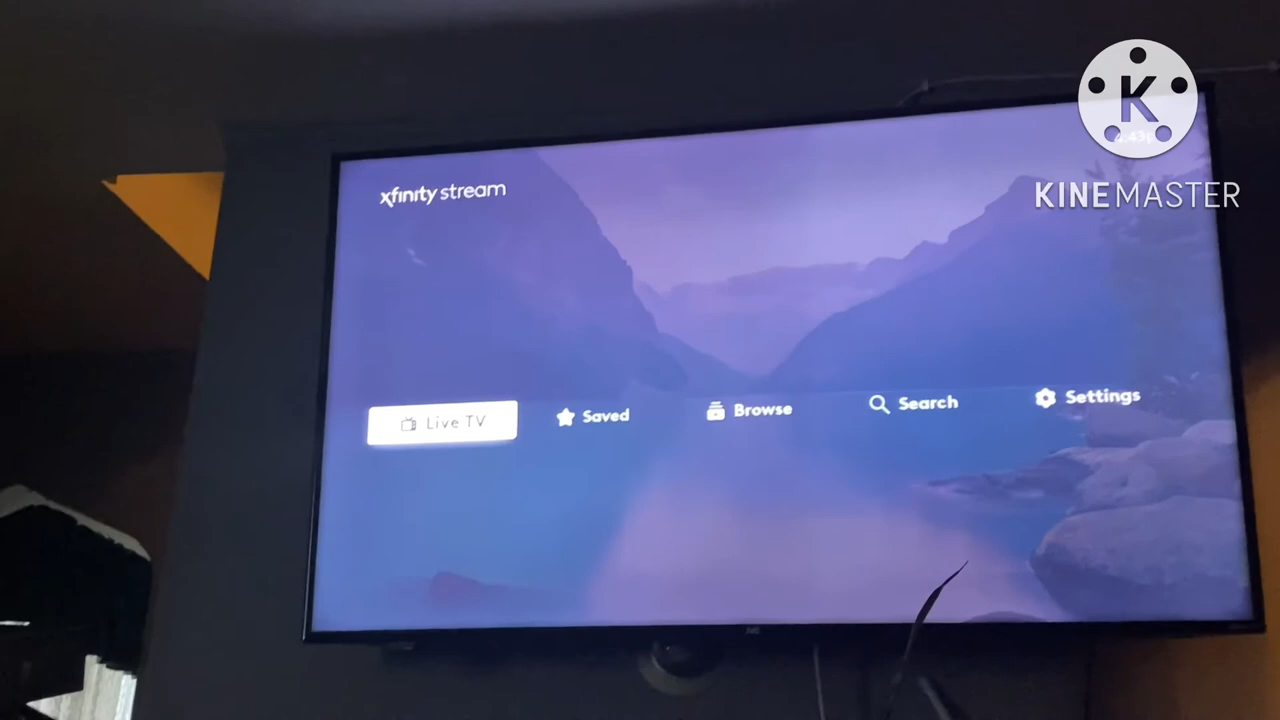 xfinity stream
K
KINEMASTER
Live TV
Saved
Browse
Search
Settings